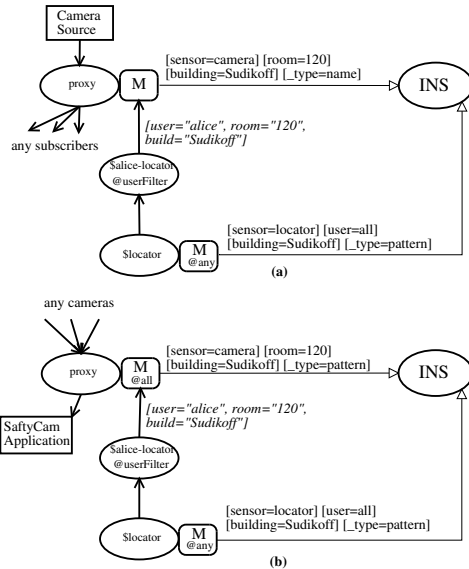 Camera
Source
[sensor=camera] [room=120]
[building=Sudikoff] [_type=name]
proxy
M
INS
[user="alice", room="120",
build="Sudikoff"]
any subscribers
$alice-locator
@userFilter
[sensor=locator] [user=all]
[building=Sudikoff] [_type=pattern]
$locator
M
@any
(a)
any cameras
[sensor=camera] [room=120]
[building=Sudikoff] [_type=pattern]
proxy
M
@all
INS
[user="alice", room="120",
build="Sudikoff"]
SaftyCam
Application
$alice-locator
@userFilter
[sensor=locator] [user=all]
[building=Sudikoff] [_type=pattern]
$locator
M
@any
(b)